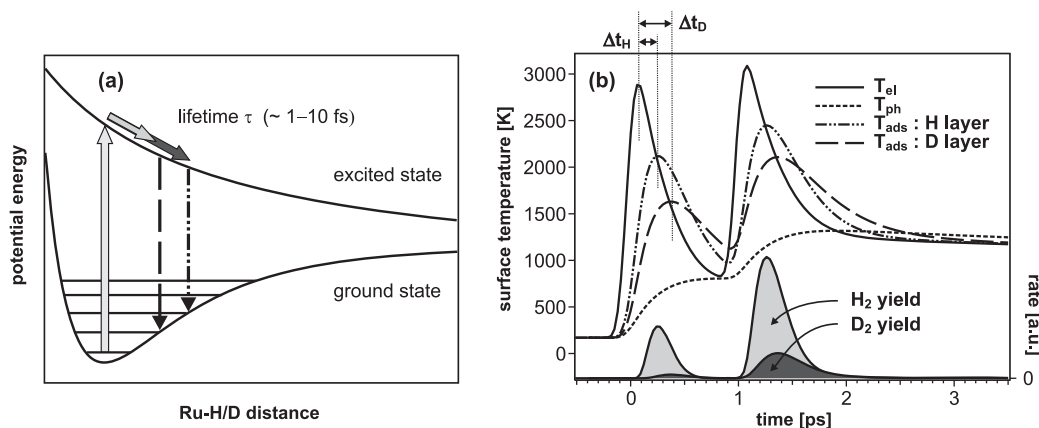 (a)
lifetime τ (~ 1–10 fs)
excited state
ground state
potential energy
Ru-H/D distance
Δt_D
Δt_H
(b)
T_el
T_ph
T_ads : H layer
T_ads : D layer
surface temperature [K]
3000
2500
2000
1500
1000
500
0
H₂ yield
D₂ yield
rate [a.u.]
0
0
1
2
3
time [ps]